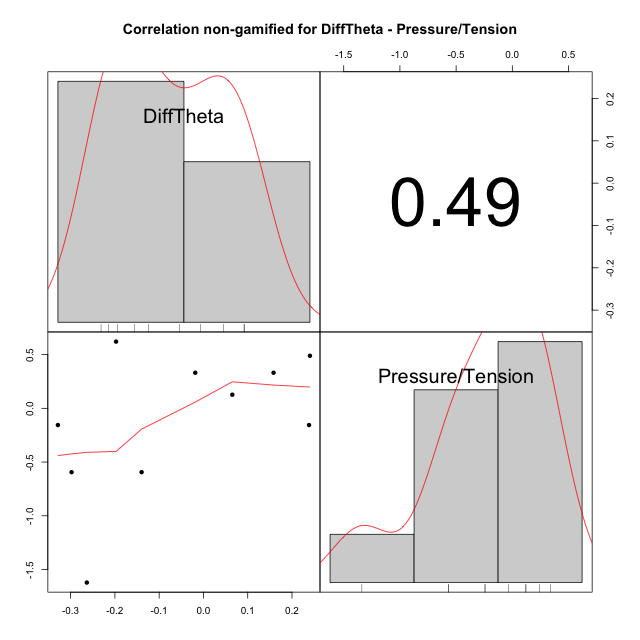 Correlation non-gamified for DiffTheta - Pressure/Tension
-1.5 -1.0 -0.5 0.0 0.5
DiffTheta
0.49
0.2
0.1
0.0
-0.1
-0.2
-0.3
Pressure/Tension
0.5
0.0
-0.5
-1.0
-1.5
-0.3 -0.2 -0.1 0.0 0.1 0.2